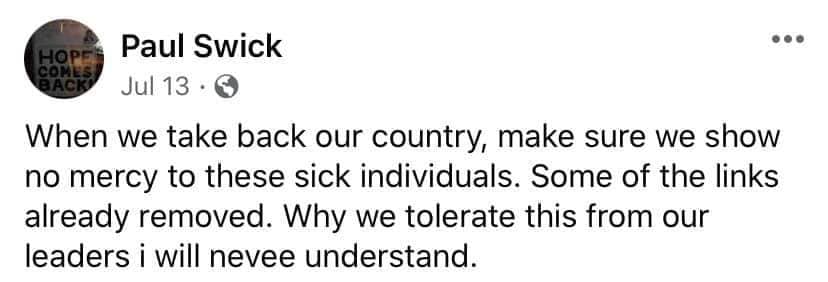 HOPE
COMES
BACK!
Paul Swick
Jul 13 ·
When we take back our country, make sure we show
no mercy to these sick individuals. Some of the links
already removed. Why we tolerate this from our
leaders i will nevee understand.